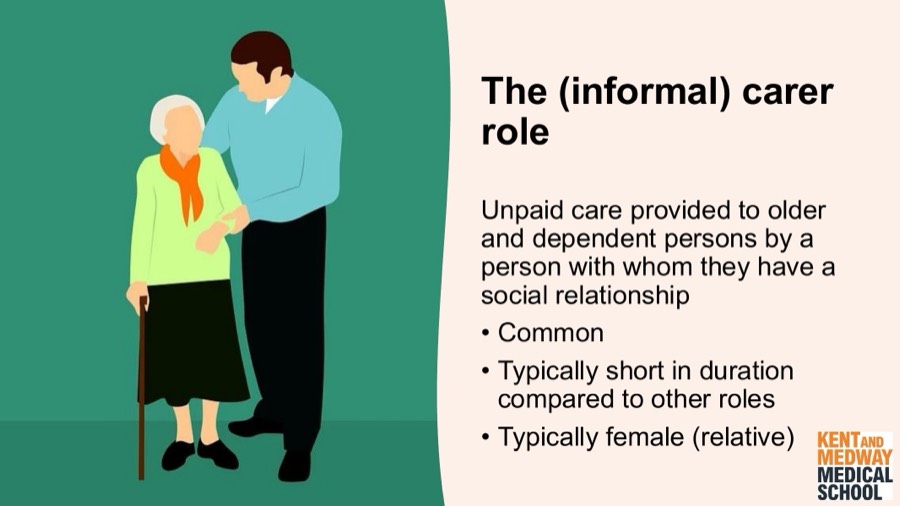 The (informal) carer
role
Unpaid care provided to older
and dependent persons by a
person with whom they have a
social relationship
• Common
• Typically short in duration
compared to other roles
• Typically female (relative)
KENT AND
MEDWAY
MEDICAL
SCHOOL